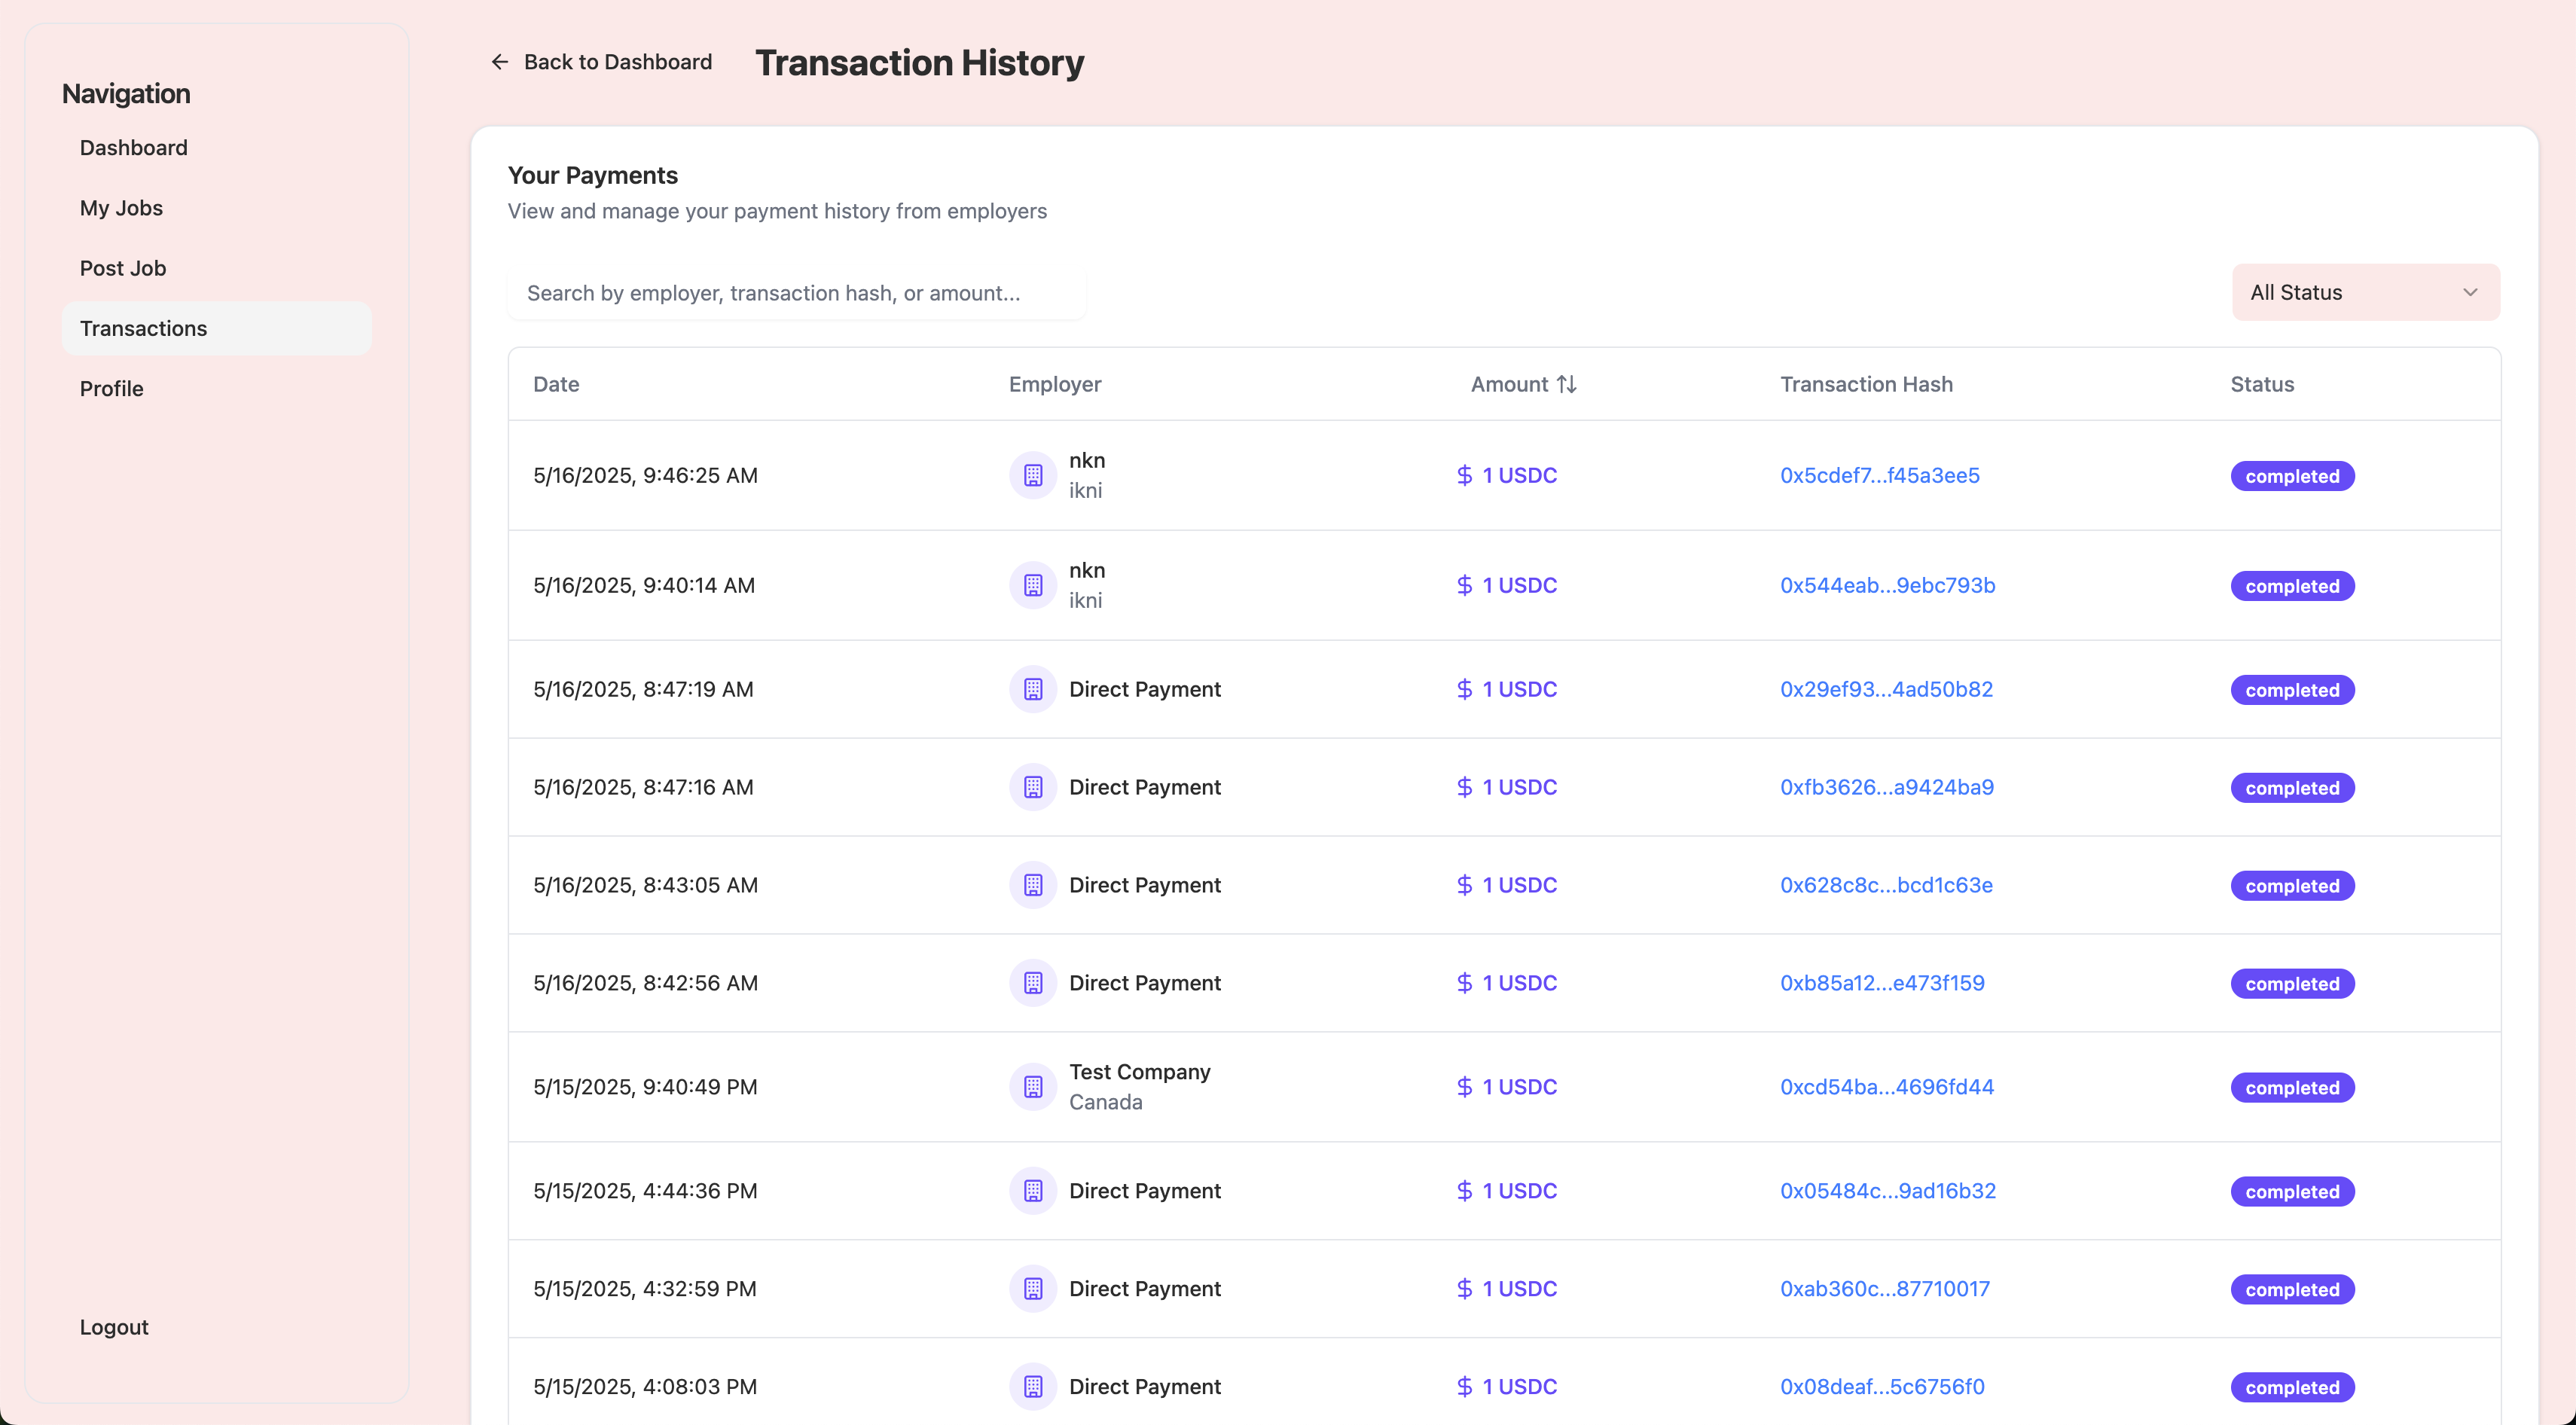 Navigation
Dashboard
My Jobs
Post Job
Transactions
Profile
Logout
← Back to Dashboard
Transaction History
Your Payments
View and manage your payment history from employers
Search by employer, transaction hash, or amount...
All Status
Date Employer Amount Transaction Hash Status
5/16/2025, 9:46:25 AM nkn $ 1 USDC 0x5cdef7...f45a3ee5 completed
ikni
5/16/2025, 9:40:14 AM nkn $ 1 USDC 0x544eab...9ebc793b completed
ikni
5/16/2025, 8:47:19 AM Direct Payment $ 1 USDC 0x29ef93...4ad50b82 completed
5/16/2025, 8:47:16 AM Direct Payment $ 1 USDC 0xfb3626...a9424ba9 completed
5/16/2025, 8:43:05 AM Direct Payment $ 1 USDC 0x628c8c...bcd1c63e completed
5/16/2025, 8:42:56 AM Direct Payment $ 1 USDC 0xb85a12...e473f159 completed
5/15/2025, 9:40:49 PM Test Company $ 1 USDC 0xcd54ba...4696fd44 completed
Canada
5/15/2025, 4:44:36 PM Direct Payment $ 1 USDC 0x05484c...9ad16b32 completed
5/15/2025, 4:32:59 PM Direct Payment $ 1 USDC 0xab360c...87710017 completed
5/15/2025, 4:08:03 PM Direct Payment $ 1 USDC 0x08deaf...5c6756f0 completed